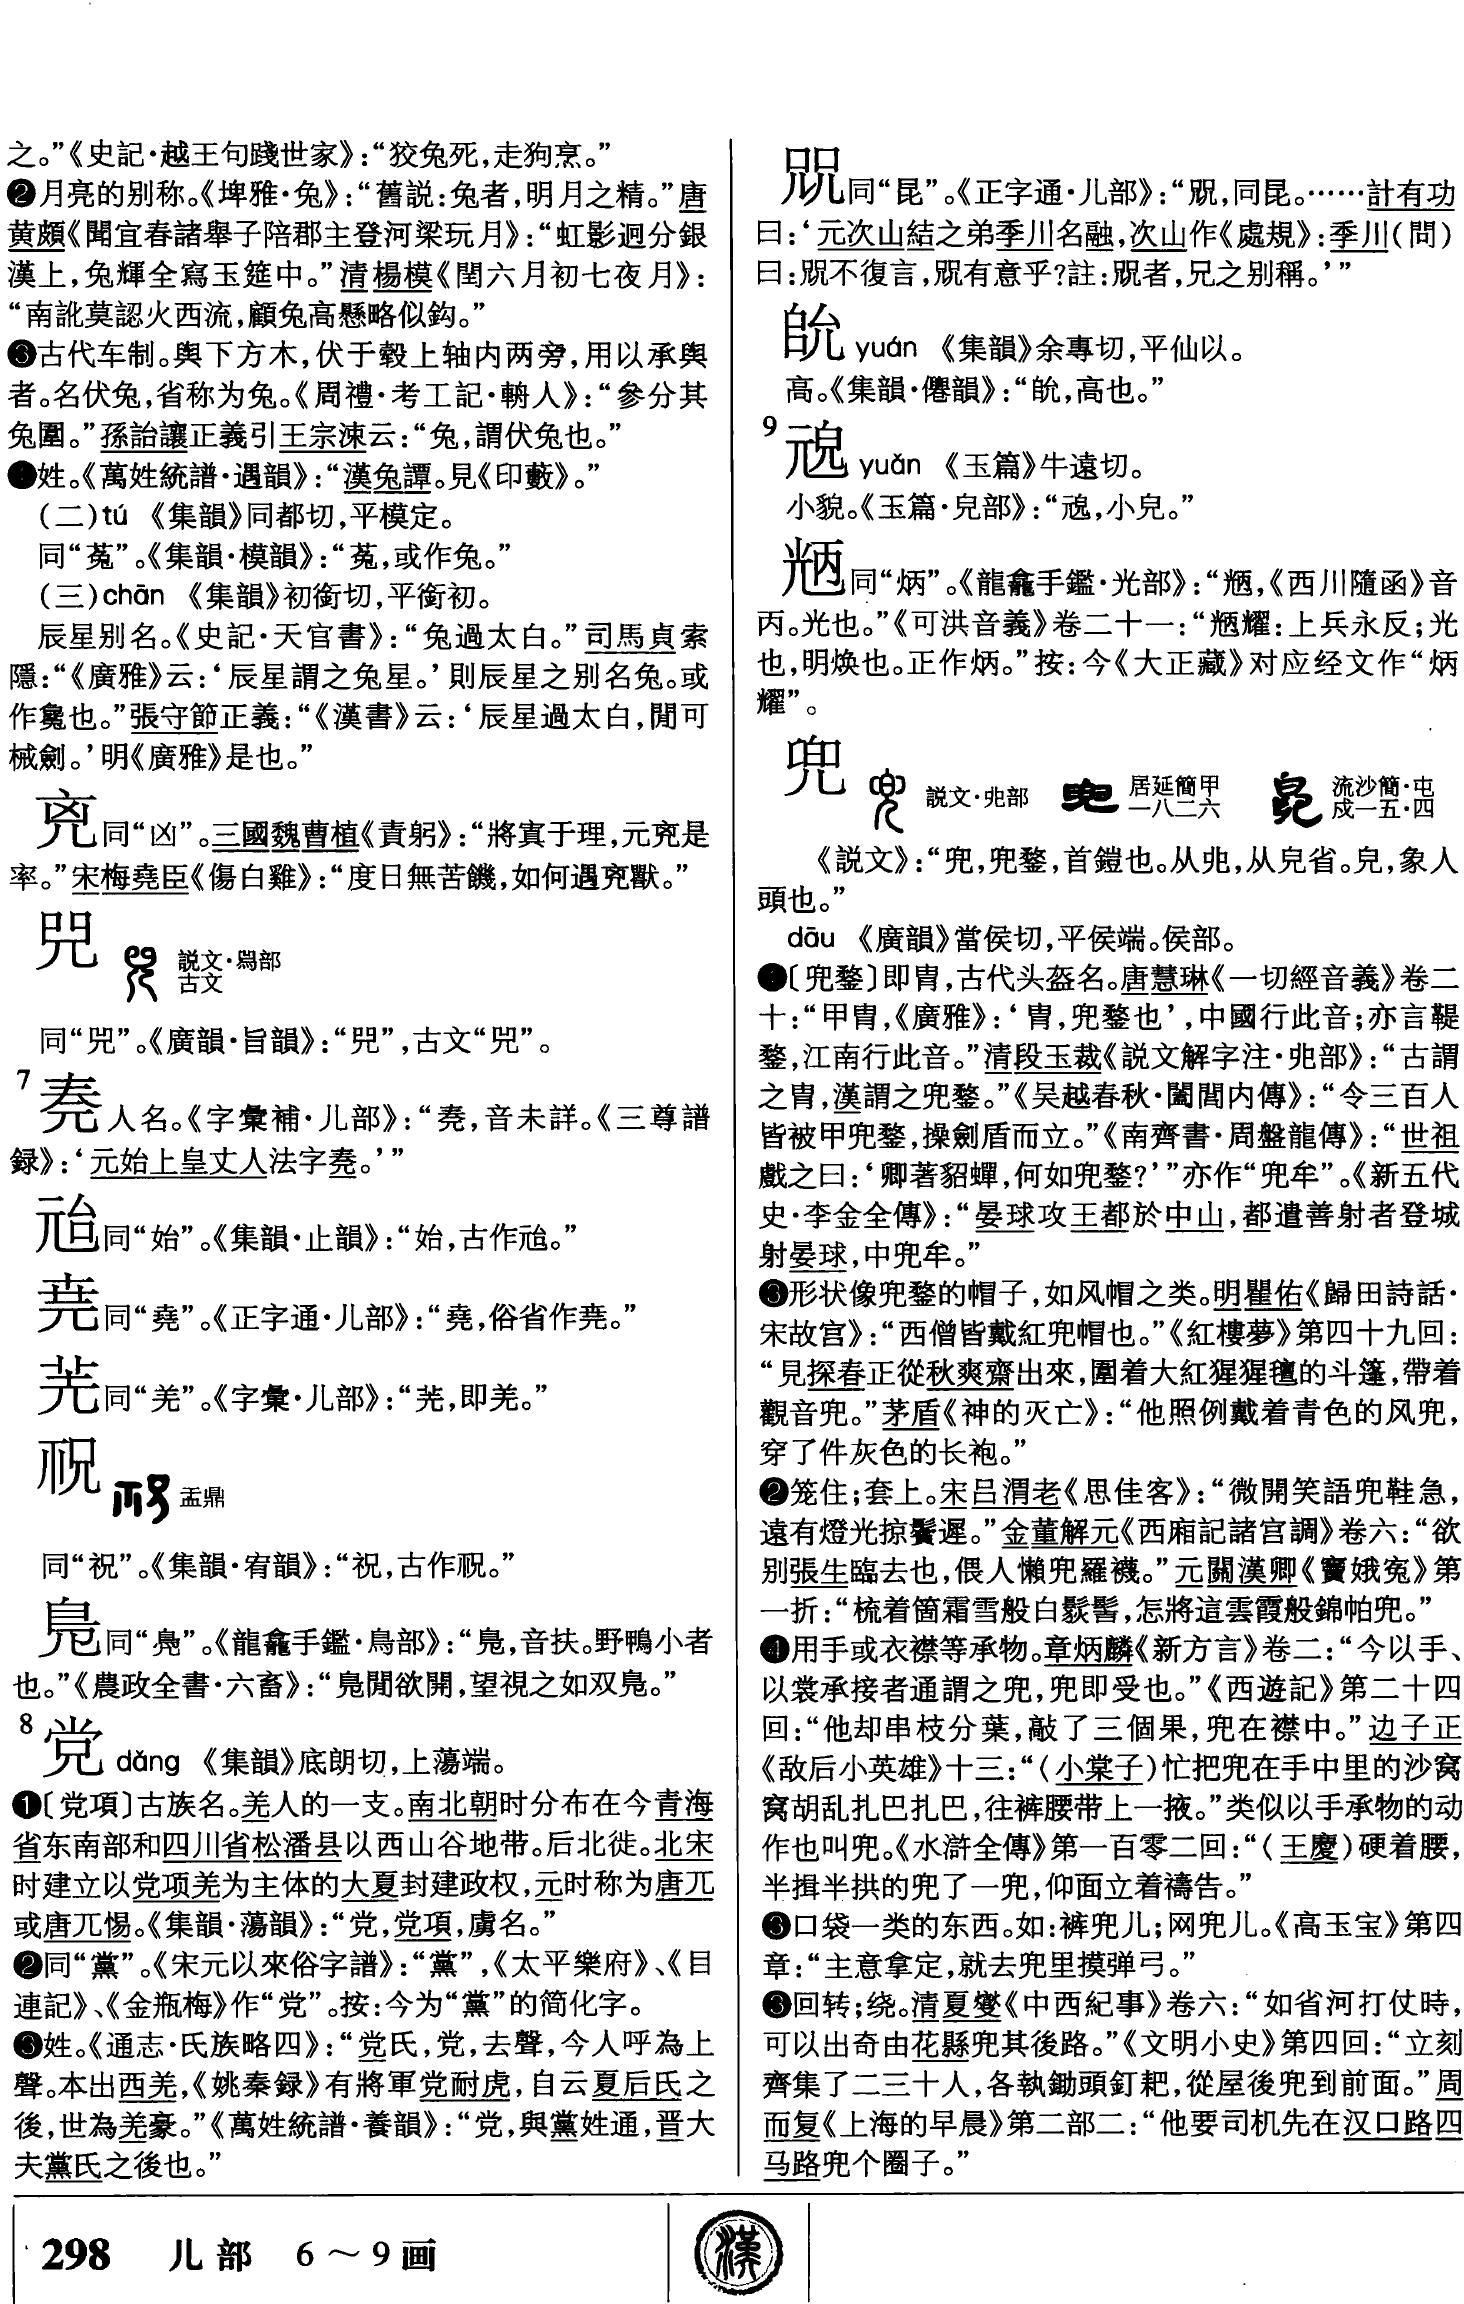 之。”《史記·越王句踐世家》：“狡兔死，走狗烹。”
❷月亮的别称。《埤雅·兔》：“舊説：兔者，明月之精。”唐
黄頗《聞宜春諸舉子陪郡主登河梁玩月》：“虹影迥分銀
漢上，兔輝全寫玉筵中。”清楊模《閏六月初七夜月》：
“南訛莫認火西流，顧兔高懸略似鈎。”
❸古代车制。輿下方木，伏于毂上轴内两旁，用以承輿
者。名伏兔，省称为兔。《周禮·考工記·輈人》：“參分其
兔圍。”孫詒讓正義引王宗涑云：“兔，謂伏兔也。”
❹姓。《萬姓統譜·遇韻》：“漢兔譚。見《印藪》。”
（二）tú 《集韻》同都切，平模定。
同“菟”。《集韻·模韻》：“菟，或作兔。”
（三）chān 《集韻》初銜切，平銜初。
辰星别名。《史記·天官書》：“兔過太白。”司馬貞索
隱：“《廣雅》云：‘辰星謂之兔星。’則辰星之别名兔。或
作毚也。”張守節正義：“《漢書》云：‘辰星過太白，閒可
械劍。’明《廣雅》是也。”
兖同“凶”。三國魏曹植《責躬》：“將寘于理，元兖是
率。”宋梅堯臣《傷白雞》：“度日無苦饑，如何遇兖獸。”
𠒅 説文·𤉡部
古文
同“兕”。《廣韻·旨韻》：“𠒅”，古文“兕”。
7 𠒇人名。《字彙補·儿部》：“𠒇，音未詳。《三尊譜
録》：‘元始上皇丈人法字𠒇。’”
兘同“始”。《集韻·止韻》：“始，古作兘。”
尭同“堯”。《正字通·儿部》：“堯，俗省作尭。”
羌同“羌”。《字彙·儿部》：“羌，即羌。”
祝 盂鼎
同“祝”。《集韻·宥韻》：“祝，古作祝。”
鳬同“鳧”。《龍龕手鑑·鳥部》：“鳬，音扶。野鴨小者
也。”《農政全書·六畜》：“鳬閒欲開，望視之如双鳬。”
8 党 dǎng 《集韻》底朗切，上蕩端。
❶〔党項〕古族名。羌人的一支。南北朝时分布在今青海
省东南部和四川省松潘县以西山谷地带。后北徙。北宋
时建立以党项羌为主体的大夏封建政权，元时称为唐兀
或唐兀惕。《集韻·蕩韻》：“党，党項，虜名。”
❷同“黨”。《宋元以來俗字譜》：“黨”，《太平樂府》、《目
連記》、《金瓶梅》作“党”。按：今为“黨”的简化字。
❸姓。《通志·氏族略四》：“党氏，党，去聲，今人呼為上
聲。本出西羌，《姚秦録》有將軍党耐虎，自云夏后氏之
後，世為羌豪。”《萬姓統譜·養韻》：“党，與黨姓通，晋大
夫黨氏之後也。”
𠒎同“昆”。《正字通·儿部》：“𠒎，同昆。……計有功
曰：‘元次山結之弟季川名融，次山作《處規》：季川（問）
曰：𠒎不復言，𠒎有意乎？註：𠒎者，兄之别稱。’”
𠒐 yuán 《集韻》余專切，平仙以。
高。《集韻·僊韻》：“𠒐，高也。”
9 𠒗 yuǎn 《玉篇》牛遠切。
小貌。《玉篇·皃部》：“𠒗，小皃。”
𠒝同“炳”。《龍龕手鑑·光部》：“𠒝，《西川隨函》音
丙。光也。”《可洪音義》卷二十一：“𠒝耀：上兵永反；光
也，明焕也。正作炳。”按：今《大正藏》对应经文作“炳
耀”。
兜 説文·𠑹部 居延簡甲一八二六 流沙簡·屯戍一五·四
《説文》：“兜，兜鍪，首鎧也。从𠑹，从皃省。皃，象人
頭也。”
dōu 《廣韻》當侯切，平侯端。侯部。
❶〔兜鍪〕即胄，古代头盔名。唐慧琳《一切經音義》卷二
十：“甲胄，《廣雅》：‘胄，兜鍪也’，中國行此音；亦言鞮
鍪，江南行此音。”清段玉裁《説文解字注·𠑹部》：“古謂
之胄，漢謂之兜鍪。”《吴越春秋·闔閭内傳》：“令三百人
皆被甲兜鍪，操劍盾而立。”《南齊書·周盤龍傳》：“世祖
戲之曰：‘卿著貂蟬，何如兜鍪？’”亦作“兜牟”。《新五代
史·李金全傳》：“晏球攻王都於中山，都遣善射者登城
射晏球，中兜牟。”
❷形状像兜鍪的帽子，如风帽之类。明瞿佑《歸田詩話·
宋故宫》：“西僧皆戴紅兜帽也。”《紅樓夢》第四十九回：
“見探春正從秋爽齋出來，圍着大紅猩猩氊的斗篷，帶着
觀音兜。”茅盾《神的灭亡》：“他照例戴着青色的风兜，
穿了件灰色的长袍。”
❸笼住；套上。宋吕渭老《思佳客》：“微開笑語兜鞋急，
遠有燈光掠鬢遲。”金董解元《西廂記諸宫調》卷六：“欲
别張生臨去也，偎人懶兜羅襪。”元關漢卿《竇娥寃》第
一折：“梳着箇霜雪般白鬏髻，怎將這雲霞般錦帕兜。”
❹用手或衣襟等承物。章炳麟《新方言》卷二：“今以手、
以裳承接者通謂之兜，兜即受也。”《西遊記》第二十四
回：“他却串枝分葉，敲了三個果，兜在襟中。”边子正
《敌后小英雄》十三：“（小棠子）忙把兜在手中里的沙窝
窝胡乱扎巴扎巴，往裤腰带上一掖。”类似以手承物的动
作也叫兜。《水滸全傳》第一百零二回：“（王慶）硬着腰，
半揖半拱的兜了一兜，仰面立着禱告。”
❺口袋一类的东西。如：裤兜儿；网兜儿。《高玉宝》第四
章：“主意拿定，就去兜里摸弹弓。”
❻回转；绕。清夏燮《中西紀事》卷六：“如省河打仗時，
可以出奇由花縣兜其後路。”《文明小史》第四回：“立刻
齊集了二三十人，各執鋤頭釘耙，從屋後兜到前面。”周
而复《上海的早晨》第二部二：“他要司机先在汉口路四
马路兜个圈子。”
298 儿部 6～9画
漢